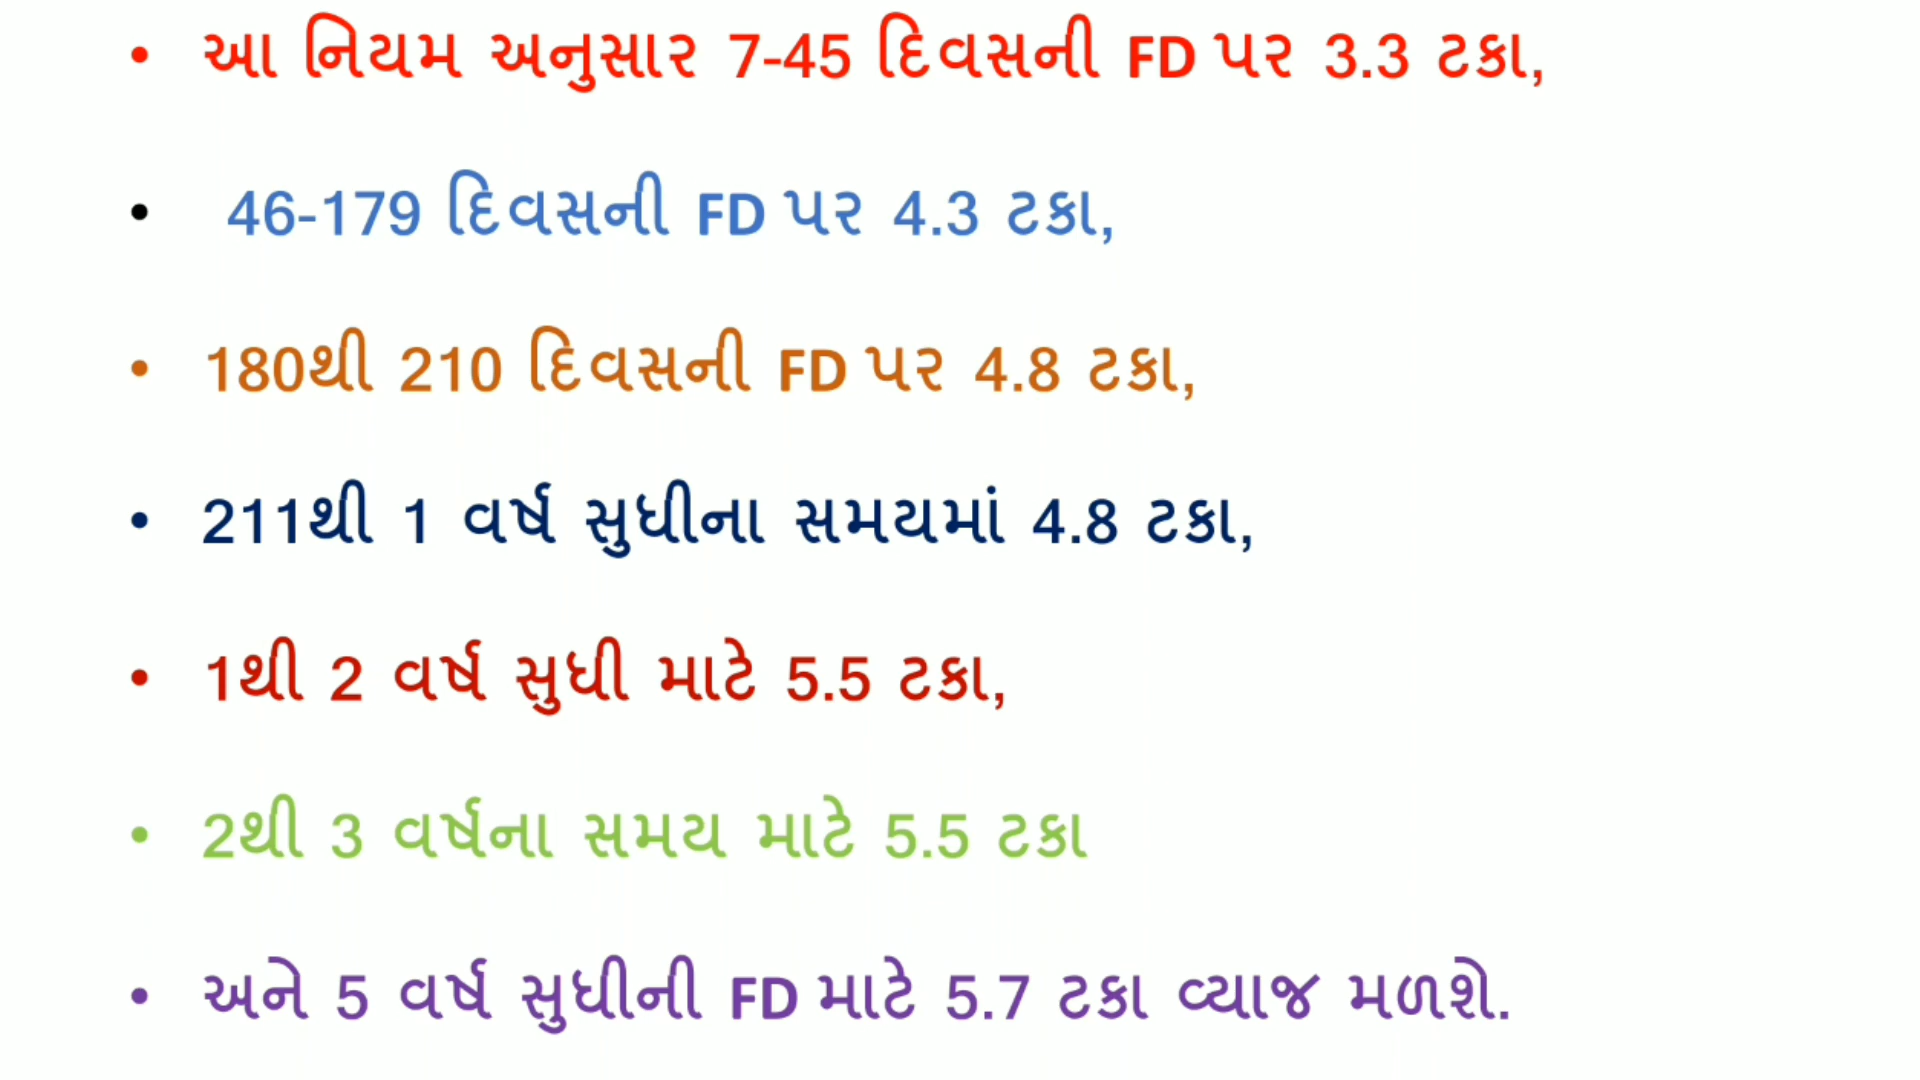 • આ નિયમ અનુસાર 7-45 દિવસની FD પર 3.3 ટકા,
• 46-179 દિવસની FD પર 4.3 ટકા,
• 180થી 210 દિવસની FD પર 4.8 ટકા,
• 211થી 1 વર્ષ સુધીના સમયમાં 4.8 ટકા,
• 1થી 2 વર્ષ સુધી માટે 5.5 ટકા,
• 2થી 3 વર્ષના સમય માટે 5.5 ટકા
• અને 5 વર્ષ સુધીની FD માટે 5.7 ટકા વ્યાજ મળશે.